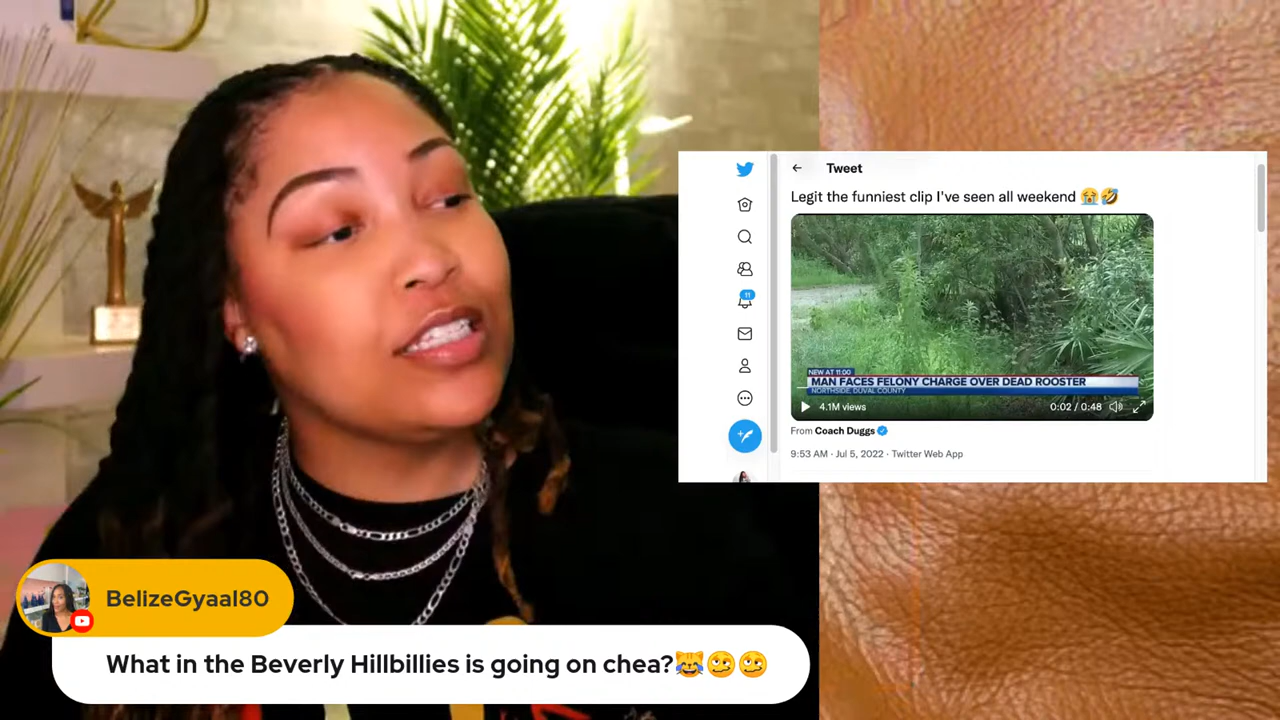 Tweet
Legit the funniest clip I've seen all weekend 😭🤣
NEW AT 11:00
MAN FACES FELONY CHARGE OVER DEAD ROOSTER
NORTHSIDE, DUVAL COUNTY
4.1M views
0:02 / 0:48
11
From Coach Duggs
9:53 AM · Jul 5, 2022 · Twitter Web App
BelizeGyaal80
What in the Beverly Hillbillies is going on chea?😹🥴🥴